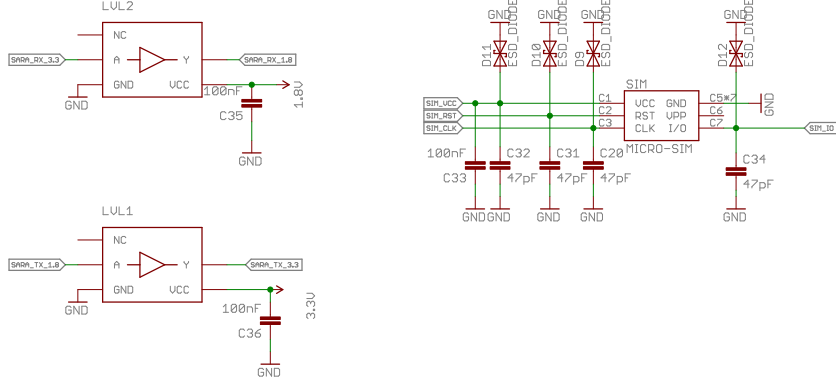 LVL2
NC
A
Y
GND
VCC
SARA_RX_3.3
SARA_RX_1.8
GND
100nF
C35
1.8V
GND
LVL1
NC
A
Y
GND
VCC
SARA_TX_1.8
SARA_TX_3.3
GND
100nF
C36
3.3V
GND
GND
GND
GND
GND
D11
ESD_DIODE
D10
ESD_DIODE
D9
ESD_DIODE
D12
ESD_DIODE
SIM
SIM_VCC
SIM_RST
SIM_CLK
C1
C2
C3
VCC GND
RST VPP
CLK I/O
C5*7
C6
C7
GND
SIM_IO
MICRO-SIM
100nF
C33
C32
47pF
C31
47pF
C20
47pF
C34
47pF
GND
GND
GND
GND
GND